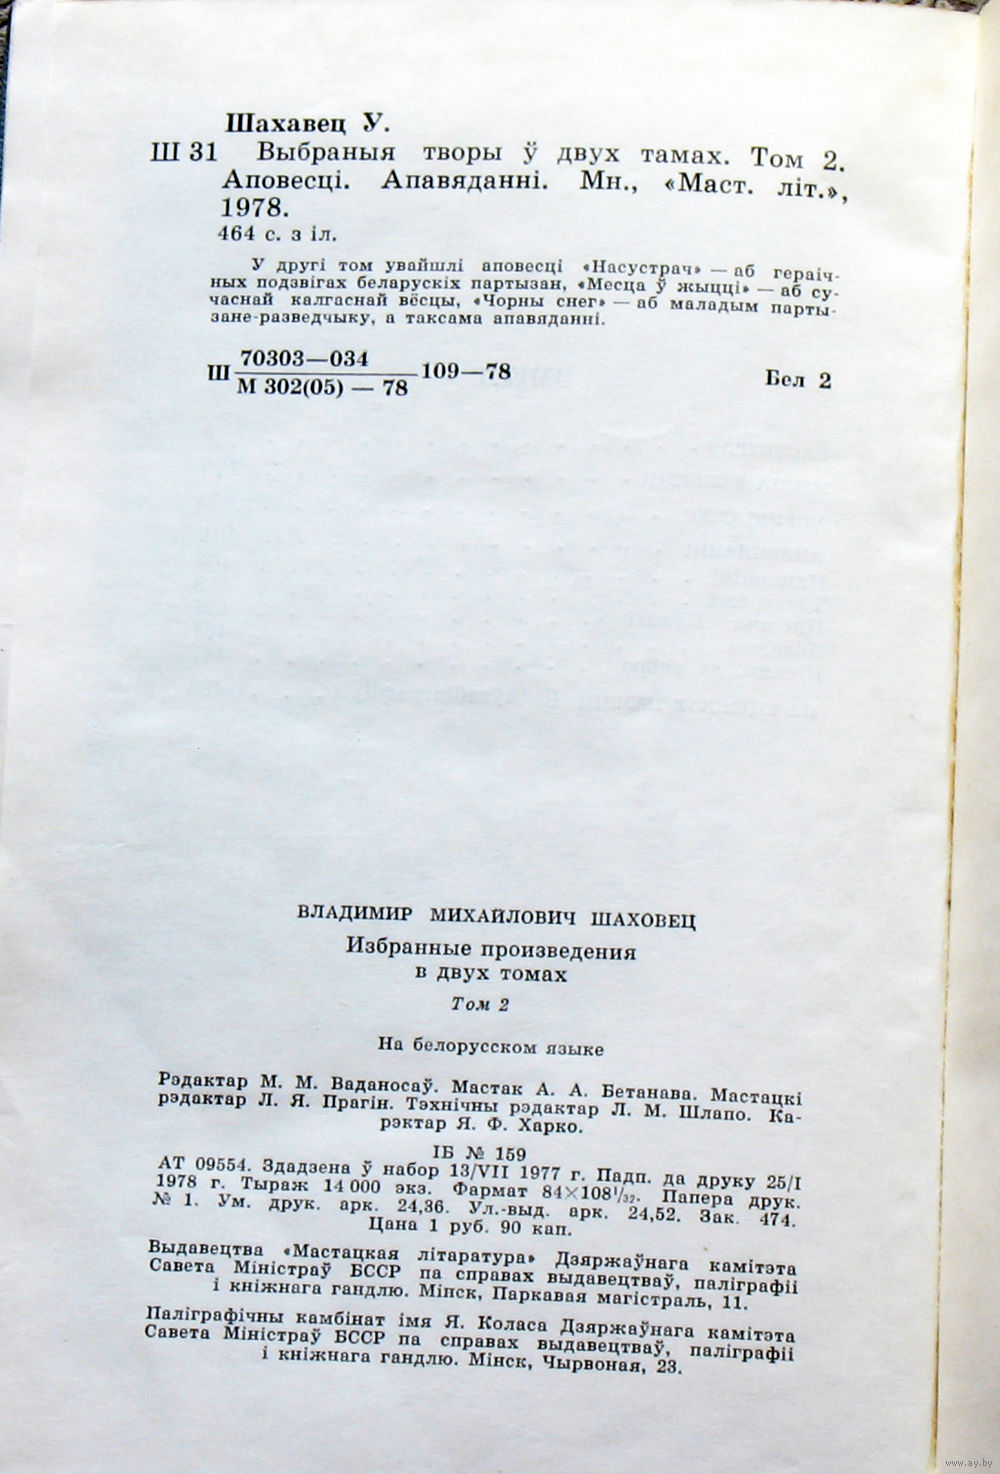 Шахавец У.
Ш 31 Выбраныя творы ў двух тамах. Том 2.
Аповесці. Апавяданні. Мн., «Маст. літ.»,
1978.
464 с. з іл.
У другі том увайшлі аповесці «Насустрач» — аб гераіч-
ных подзвігах беларускіх партызан, «Месца ў жыцці» — аб су-
часнай калгаснай вёсцы, «Чорны снег» — аб маладым парты-
зане-разведчыку, а таксама апавяданні.
Ш 70303—034 109—78 Бел 2
М 302(05) — 78
ВЛАДИМИР МИХАЙЛОВИЧ ШАХОВЕЦ
Избранные произведения
в двух томах
Том 2
На белорусском языке
Рэдактар М. М. Ваданосаў. Мастак А. А. Бетанава. Мастацкі
рэдактар Л. Я. Прагін. Тэхнічны рэдактар Л. М. Шлапо. Ка-
рэктар Я. Ф. Харко.
ІБ № 159
АТ 09554. Здадзена ў набор 13/VII 1977 г. Падп. да друку 25/I
1978 г. Тыраж 14 000 экз. Фармат 84×108¹/₃₂. Папера друк.
№ 1. Ум. друк. арк. 24,36. Ул.-выд. арк. 24,52. Зак. 474.
Цана 1 руб. 90 кап.
Выдавецтва «Мастацкая літаратура» Дзяржаўнага камітэта
Савета Міністраў БССР па справах выдавецтваў, паліграфіі
і кніжнага гандлю. Мінск, Паркавая магістраль, 11.
Паліграфічны камбінат імя Я. Коласа Дзяржаўнага камітэта
Савета Міністраў БССР па справах выдавецтваў, паліграфіі
і кніжнага гандлю. Мінск, Чырвоная, 23.
www.ay.by